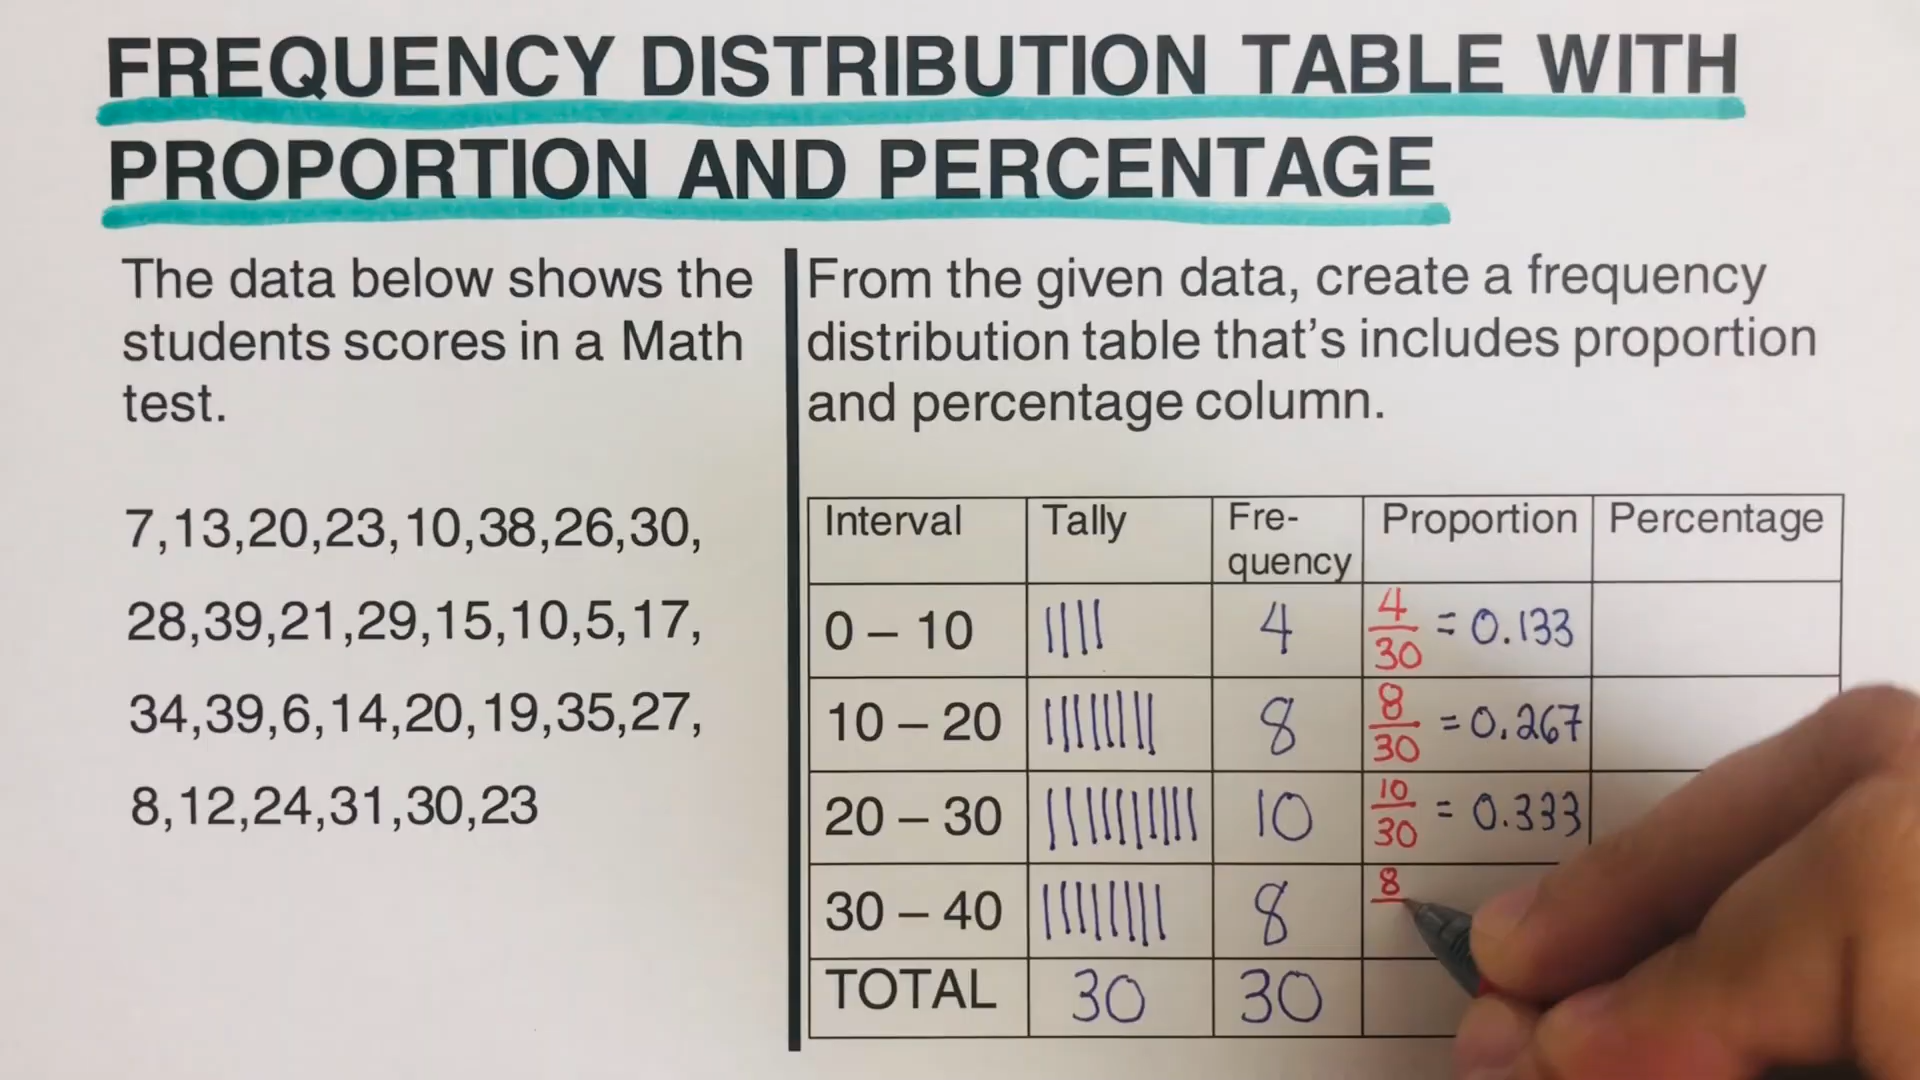 FREQUENCY DISTRIBUTION TABLE WITH
PROPORTION AND PERCENTAGE
The data below shows the
students scores in a Math
test.
7,13,20,23,10,38,26,30,
28,39,21,29,15,10,5,17,
34,39,6,14,20,19,35,27,
8,12,24,31,30,23
From the given data, create a frequency
distribution table that's includes proportion
and percentage column.
Interval Tally Fre-quency Proportion Percentage
0 – 10 |||| 4 4/30 = 0.133
10 – 20 |||||||| 8 8/30 = 0.267
20 – 30 |||||||||| 10 10/30 = 0.333
30 – 40 |||||||| 8 8
TOTAL 30 30